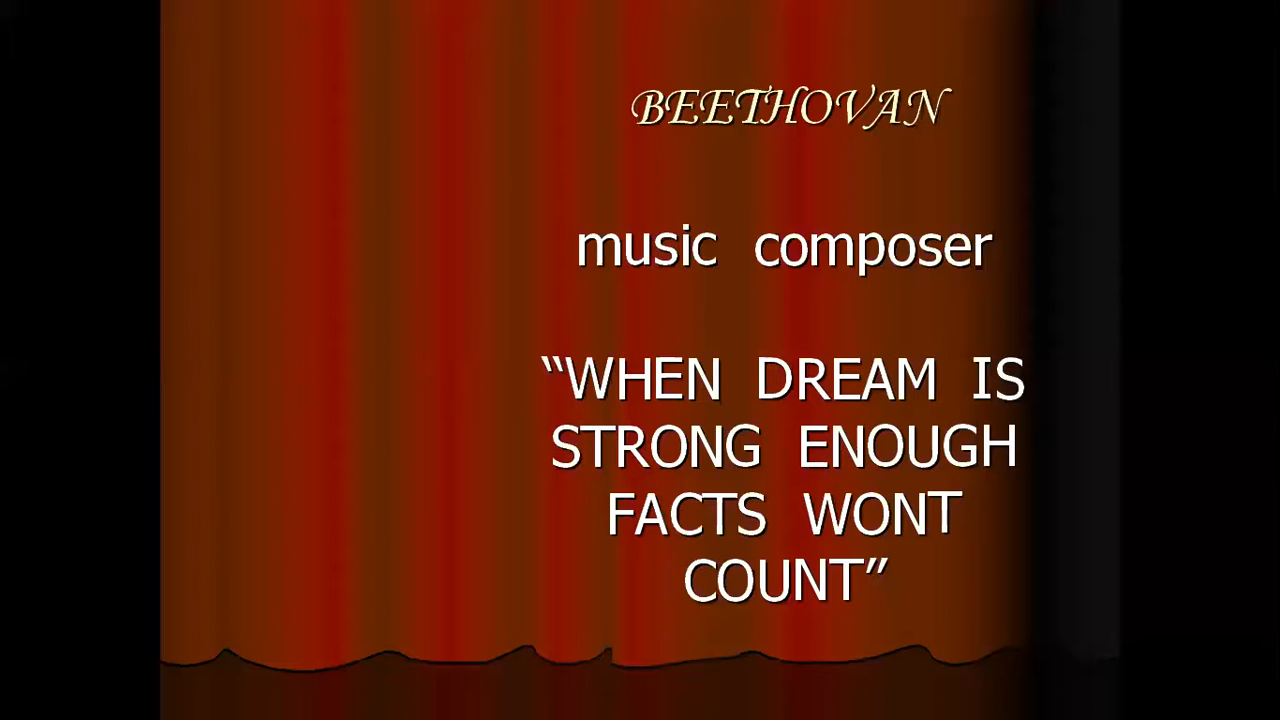 BEETHOVAN
music composer
“WHEN DREAM IS
STRONG ENOUGH
FACTS WONT
COUNT”